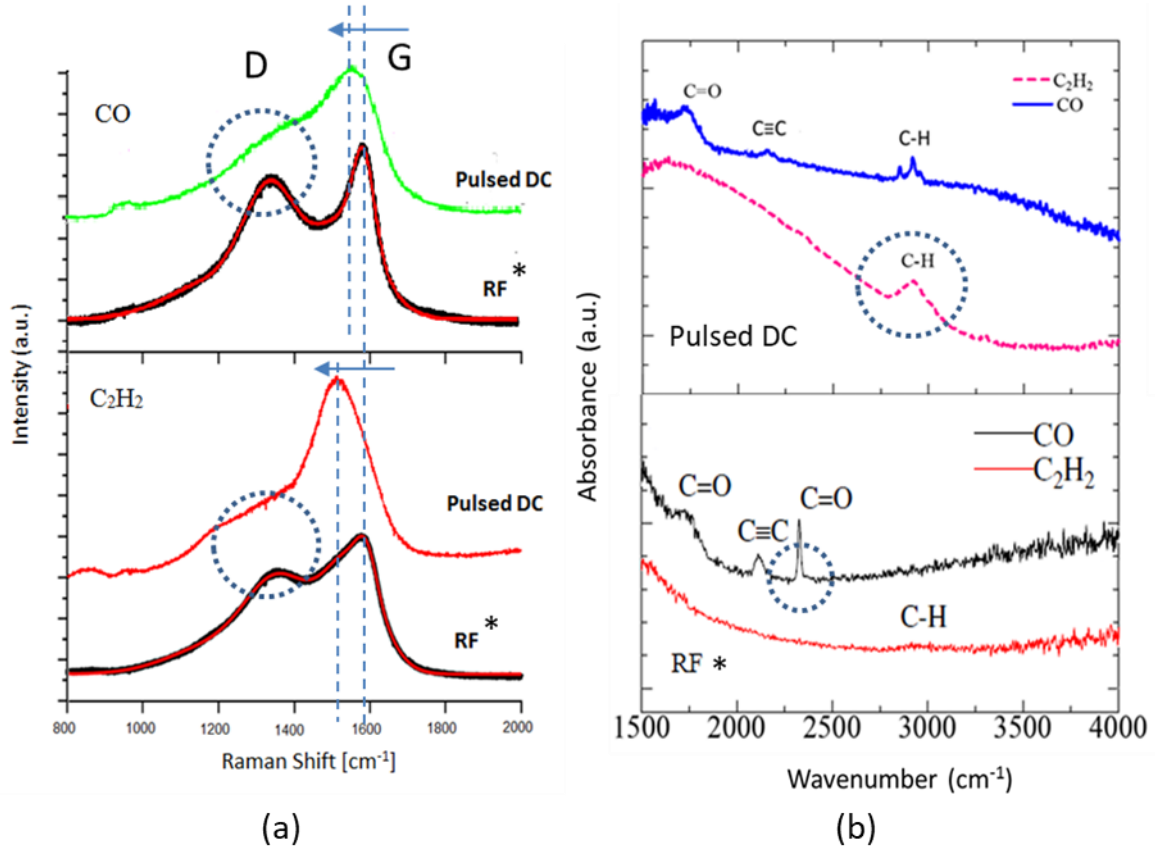 D
G
CO
Pulsed DC
RF *
C₂H₂
Pulsed DC
RF *
Intensity (a.u.)
800 1000 1200 1400 1600 1800 2000
Raman Shift [cm⁻¹]
(a)
C=O
C≡C
C-H
C₂H₂
CO
C-H
Pulsed DC
Absorbance (a.u.)
C=O
C≡C
C=O
CO
C₂H₂
C-H
RF *
1500 2000 2500 3000 3500 4000
Wavenumber (cm⁻¹)
(b)